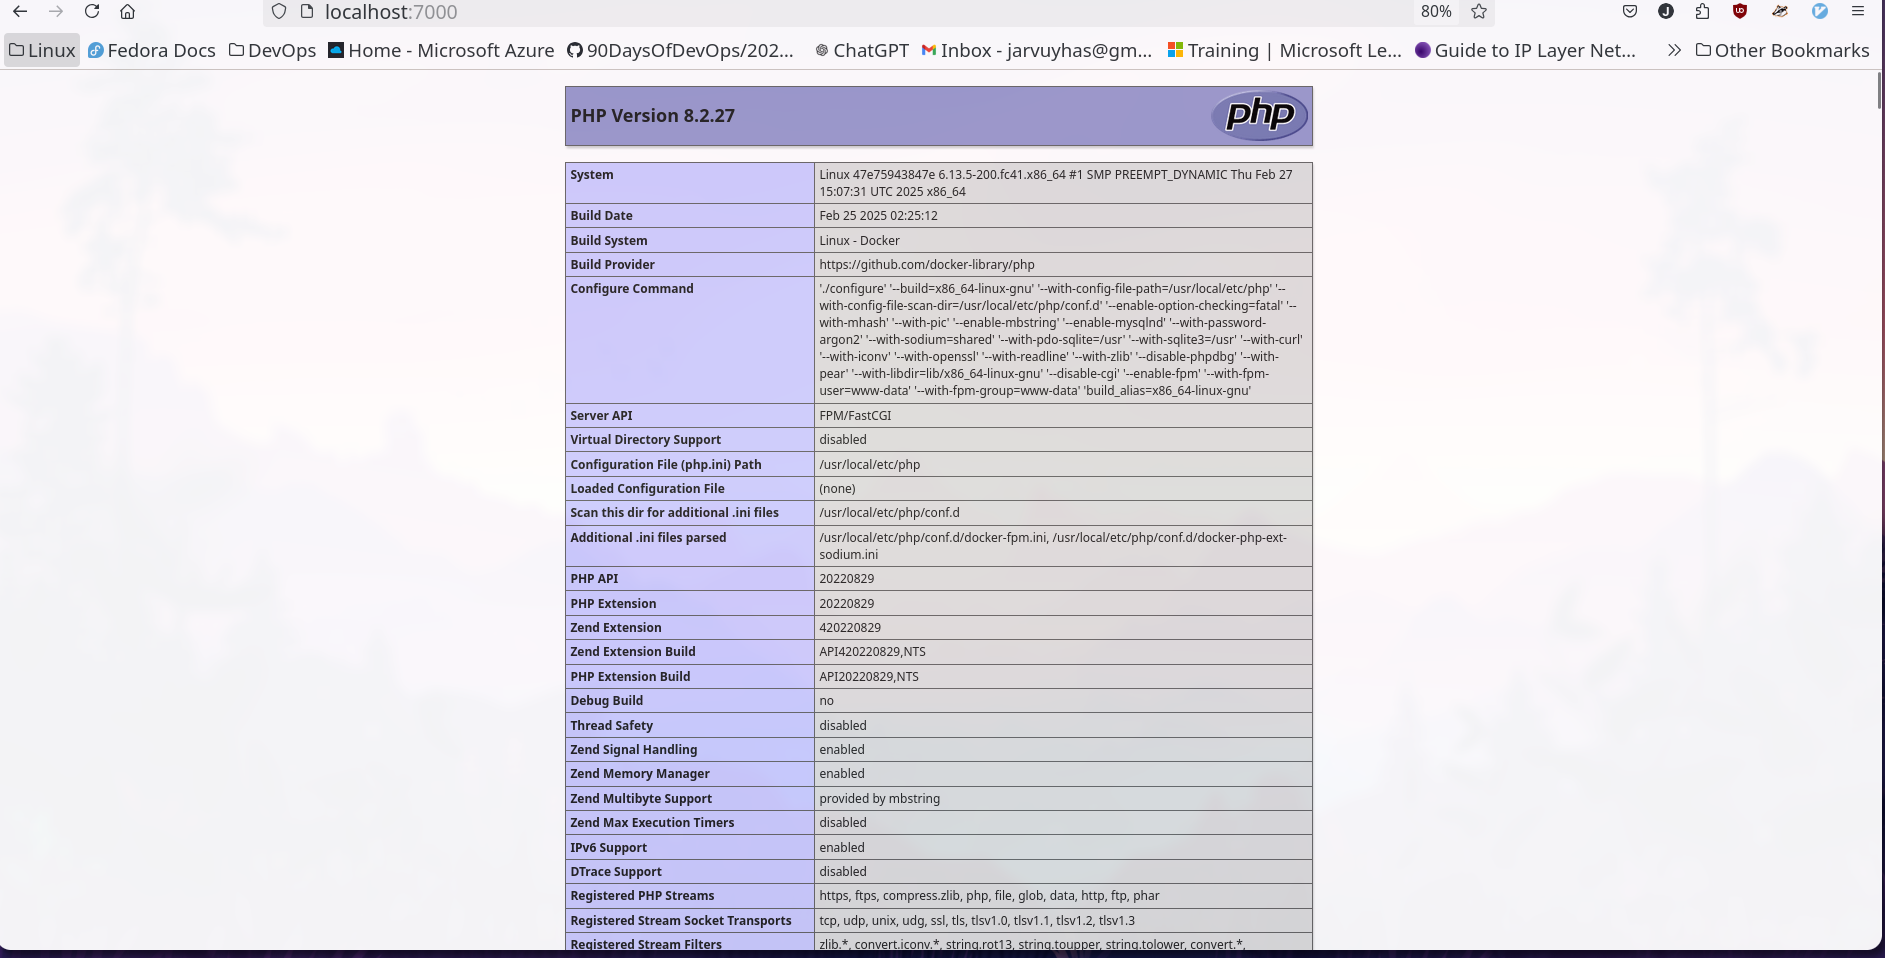 localhost:7000
80%
Linux
Fedora Docs
DevOps
Home - Microsoft Azure
90DaysOfDevOps/202...
ChatGPT
Inbox - jarvuyhas@gm...
Training | Microsoft Le...
Guide to IP Layer Net...
Other Bookmarks
PHP Version 8.2.27
php
System
Linux 47e75943847e 6.13.5-200.fc41.x86_64 #1 SMP PREEMPT_DYNAMIC Thu Feb 27
15:07:31 UTC 2025 x86_64
Build Date
Feb 25 2025 02:25:12
Build System
Linux - Docker
Build Provider
https://github.com/docker-library/php
Configure Command
'./configure' '--build=x86_64-linux-gnu' '--with-config-file-path=/usr/local/etc/php' '--
with-config-file-scan-dir=/usr/local/etc/php/conf.d' '--enable-option-checking=fatal' '--
with-mhash' '--with-pic' '--enable-mbstring' '--enable-mysqlnd' '--with-password-
argon2' '--with-sodium=shared' '--with-pdo-sqlite=/usr' '--with-sqlite3=/usr' '--with-curl'
'--with-iconv' '--with-openssl' '--with-readline' '--with-zlib' '--disable-phpdbg' '--with-
pear' '--with-libdir=lib/x86_64-linux-gnu' '--disable-cgi' '--enable-fpm' '--with-fpm-
user=www-data' '--with-fpm-group=www-data' 'build_alias=x86_64-linux-gnu'
Server API
FPM/FastCGI
Virtual Directory Support
disabled
Configuration File (php.ini) Path
/usr/local/etc/php
Loaded Configuration File
(none)
Scan this dir for additional .ini files
/usr/local/etc/php/conf.d
Additional .ini files parsed
/usr/local/etc/php/conf.d/docker-fpm.ini, /usr/local/etc/php/conf.d/docker-php-ext-
sodium.ini
PHP API
20220829
PHP Extension
20220829
Zend Extension
420220829
Zend Extension Build
API420220829,NTS
PHP Extension Build
API20220829,NTS
Debug Build
no
Thread Safety
disabled
Zend Signal Handling
enabled
Zend Memory Manager
enabled
Zend Multibyte Support
provided by mbstring
Zend Max Execution Timers
disabled
IPv6 Support
enabled
DTrace Support
disabled
Registered PHP Streams
https, ftps, compress.zlib, php, file, glob, data, http, ftp, phar
Registered Stream Socket Transports
tcp, udp, unix, udg, ssl, tls, tlsv1.0, tlsv1.1, tlsv1.2, tlsv1.3
Registered Stream Filters
zlib.*, convert.iconv.*, string.rot13, string.toupper, string.tolower, convert.*,